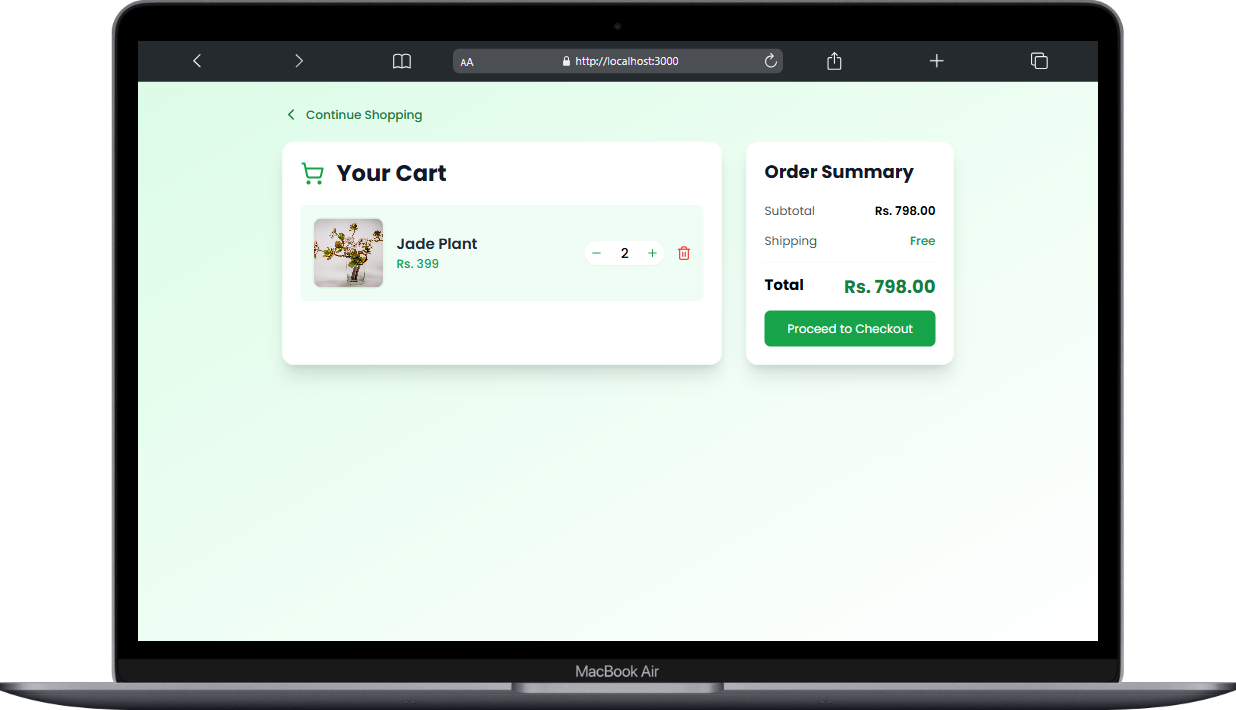 AA
http://localhost:3000
Continue Shopping
Your Cart
Jade Plant
Rs. 399
2
Order Summary
Subtotal Rs. 798.00
Shipping Free
Total Rs. 798.00
Proceed to Checkout
MacBook Air